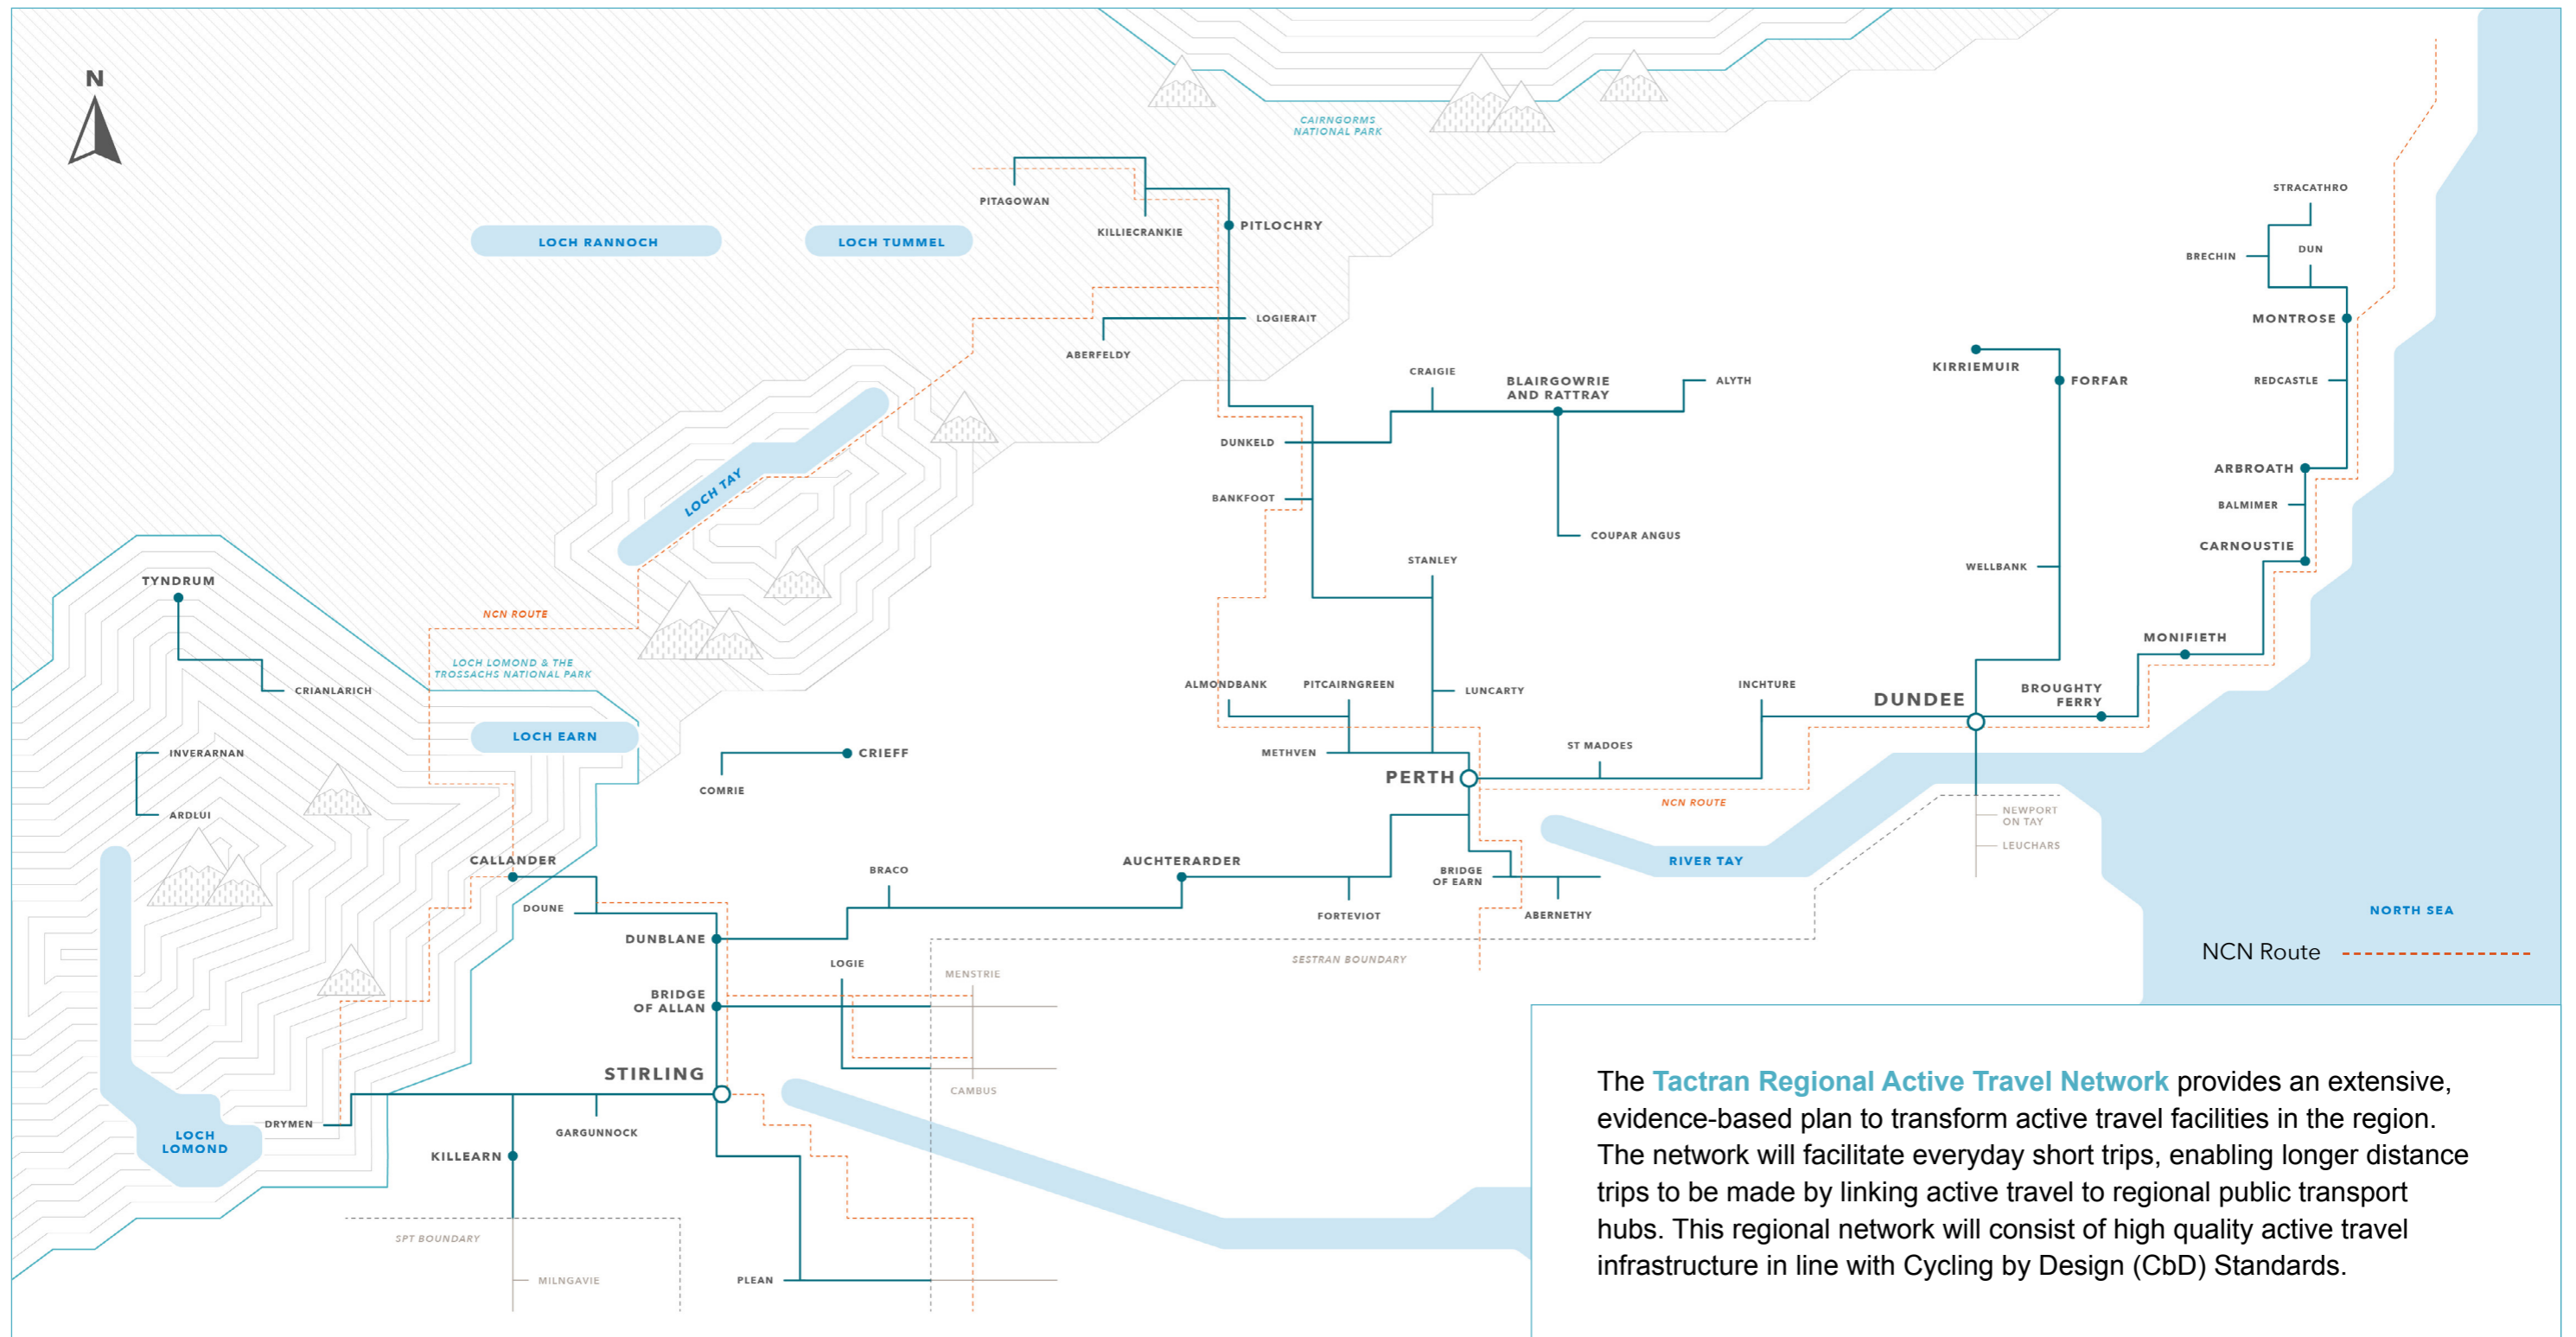 N
CAIRNGORMS
NATIONAL PARK
STRACATHRO
PITAGOWAN
KILLIECRANKIE
PITLOCHRY
LOCH RANNOCH
LOCH TUMMEL
BRECHIN
DUN
LOGIERAIT
MONTROSE
ABERFELDY
KIRRIEMUIR
FORFAR
CRAIGIE
BLAIRGOWRIE
AND RATTRAY
ALYTH
REDCASTLE
DUNKELD
LOCH TAY
BANKFOOT
ARBROATH
BALMIMER
COUPAR ANGUS
CARNOUSTIE
STANLEY
WELLBANK
TYNDRUM
NCN ROUTE
MONIFIETH
LOCH LOMOND & THE
TROSSACHS NATIONAL PARK
CRIANLARICH
ALMONDBANK
PITCAIRNGREEN
LUNCARTY
INCHTURE
DUNDEE
BROUGHTY
FERRY
LOCH EARN
INVERARNAN
CRIEFF
METHVEN
ST MADOES
PERTH
COMRIE
NCN ROUTE
ARDLUI
NEWPORT
ON TAY
LEUCHARS
CALLANDER
BRACO
AUCHTERARDER
BRIDGE
OF EARN
RIVER TAY
DOUNE
FORTEVIOT
ABERNETHY
NORTH SEA
DUNBLANE
SESTRAN BOUNDARY
NCN Route
LOGIE
MENSTRIE
BRIDGE
OF ALLAN
STIRLING
CAMBUS
DRYMEN
GARGUNNOCK
LOCH
LOMOND
KILLEARN
SPT BOUNDARY
MILNGAVIE
PLEAN
The Tactran Regional Active Travel Network provides an extensive,
evidence-based plan to transform active travel facilities in the region.
The network will facilitate everyday short trips, enabling longer distance
trips to be made by linking active travel to regional public transport
hubs. This regional network will consist of high quality active travel
infrastructure in line with Cycling by Design (CbD) Standards.